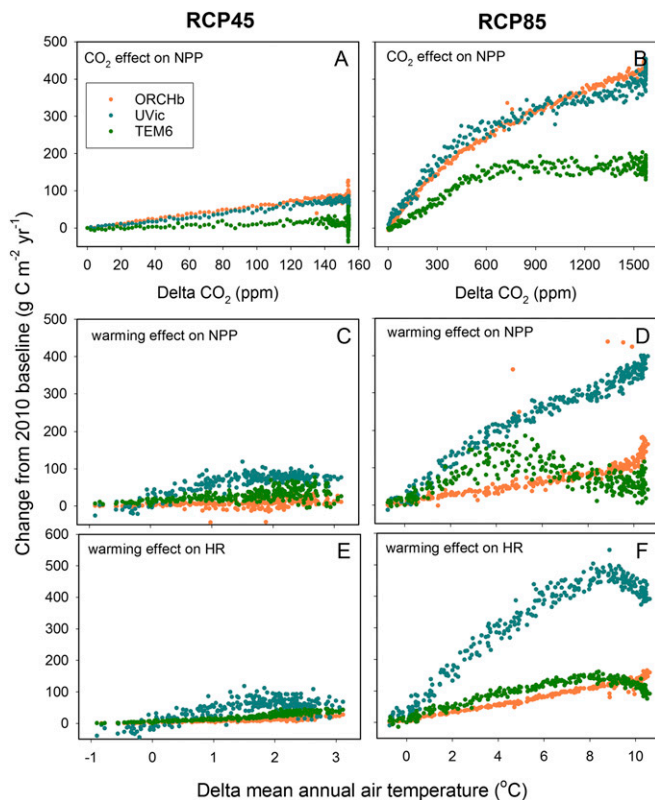 RCP45 RCP85
CO2 effect on NPP A
ORCHb
UVic
TEM6
CO2 effect on NPP B
500
400
300
200
100
0
0 20 40 60 80 100 120 140 160
0 300 600 900 1200 1500
Delta CO2 (ppm) Delta CO2 (ppm)
Change from 2010 baseline (g C m-2 yr-1)
warming effect on NPP C
warming effect on NPP D
500
400
300
200
100
0
warming effect on HR E
warming effect on HR F
600
500
400
300
200
100
0
-1 0 1 2 3
0 2 4 6 8 10
Delta mean annual air temperature (oC)